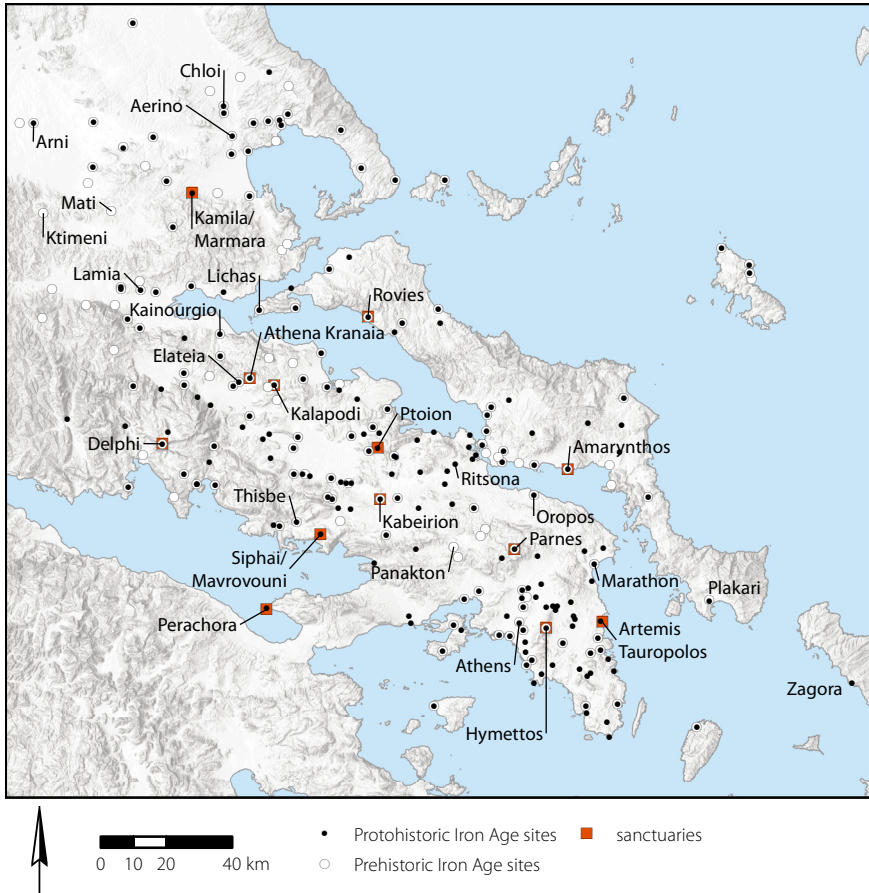 Chloi
Aerino
Arni
Mati
Kamila/
Marmara
Ktimeni
Lamia
Lichas
Rovies
Kainourgio
Athena Kranaia
Elateia
Kalapodi
Ptoion
Delphi
Amarynthos
Ritsona
Thisbe
Kabeirion
Oropos
Parnes
Siphai/
Mavrovouni
Panakton
Marathon
Plakari
Perachora
Artemis
Tauropolos
Athens
Zagora
Hymettos
0 10 20 40 km
Protohistoric Iron Age sites
sanctuaries
Prehistoric Iron Age sites